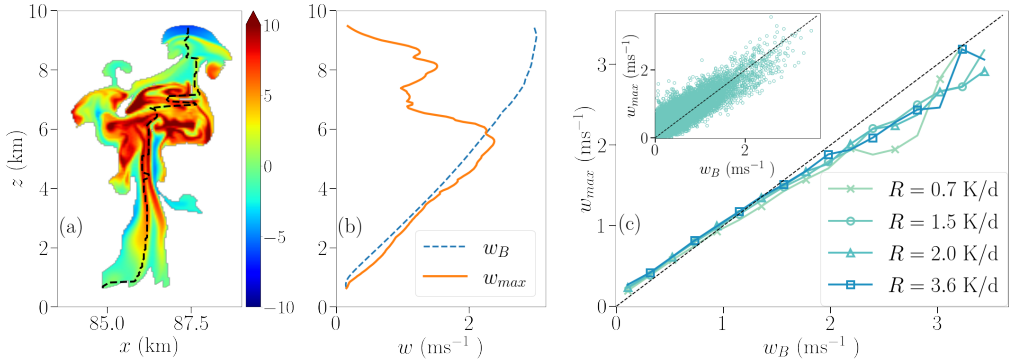 10
8
6
4
2
0
z (km)
(a)
85.0
87.5
x (km)
10
5
0
−5
−10
10
8
6
4
2
0
(b)
w_B
w_max
0
2
w (ms⁻¹)
3
2
1
0
w_max (ms⁻¹)
2
0
w_max (ms⁻¹)
0
2
w_B (ms⁻¹)
(c)
R = 0.7 K/d
R = 1.5 K/d
R = 2.0 K/d
R = 3.6 K/d
0
1
2
3
w_B (ms⁻¹)